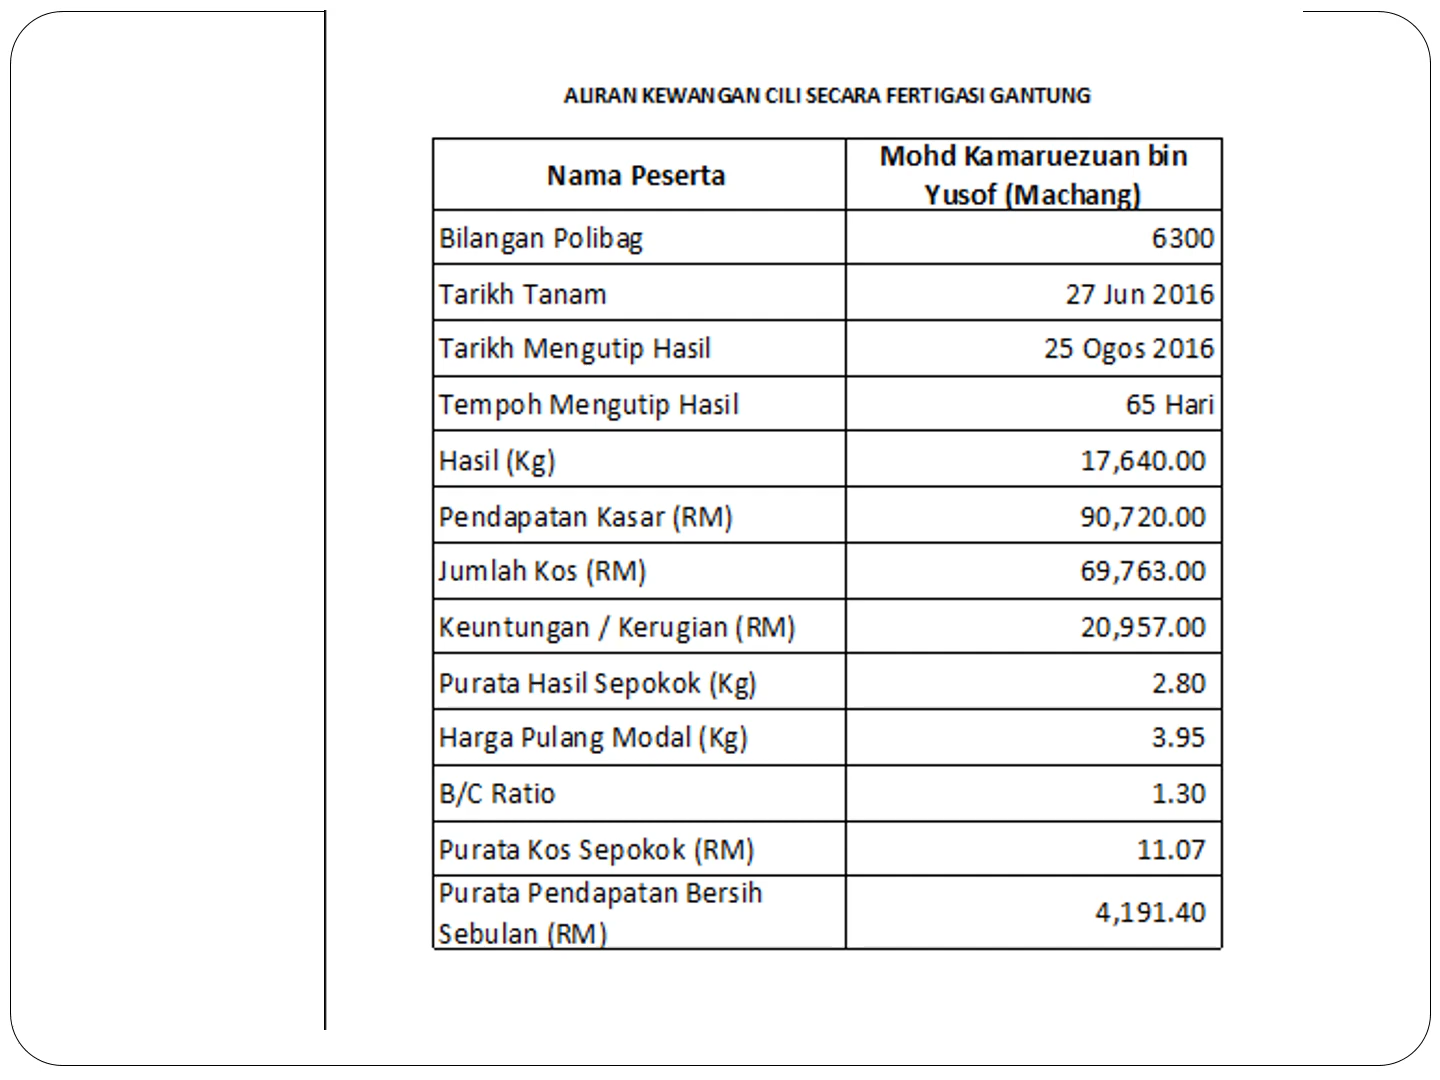 ALIRAN KEWANGAN CILI SECARA FERTIGASI GANTUNG
Nama Peserta
Mohd Kamaruezuan bin
Yusof (Machang)
Bilangan Polibag 6300
Tarikh Tanam 27 Jun 2016
Tarikh Mengutip Hasil 25 Ogos 2016
Tempoh Mengutip Hasil 65 Hari
Hasil (Kg) 17,640.00
Pendapatan Kasar (RM) 90,720.00
Jumlah Kos (RM) 69,763.00
Keuntungan / Kerugian (RM) 20,957.00
Purata Hasil Sepokok (Kg) 2.80
Harga Pulang Modal (Kg) 3.95
B/C Ratio 1.30
Purata Kos Sepokok (RM) 11.07
Purata Pendapatan Bersih
Sebulan (RM)
4,191.40